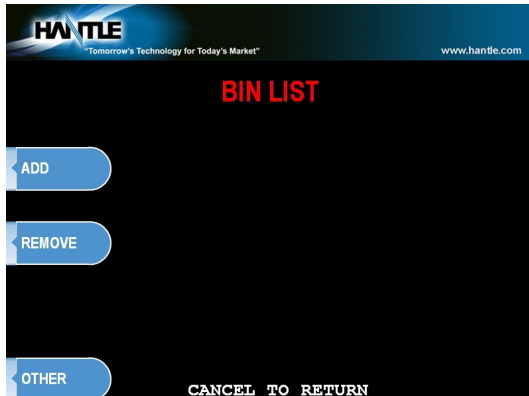 HANTLE
"Tomorrow's Technology for Today's Market"
www.hantle.com
BIN LIST
ADD
REMOVE
OTHER
CANCEL TO RETURN